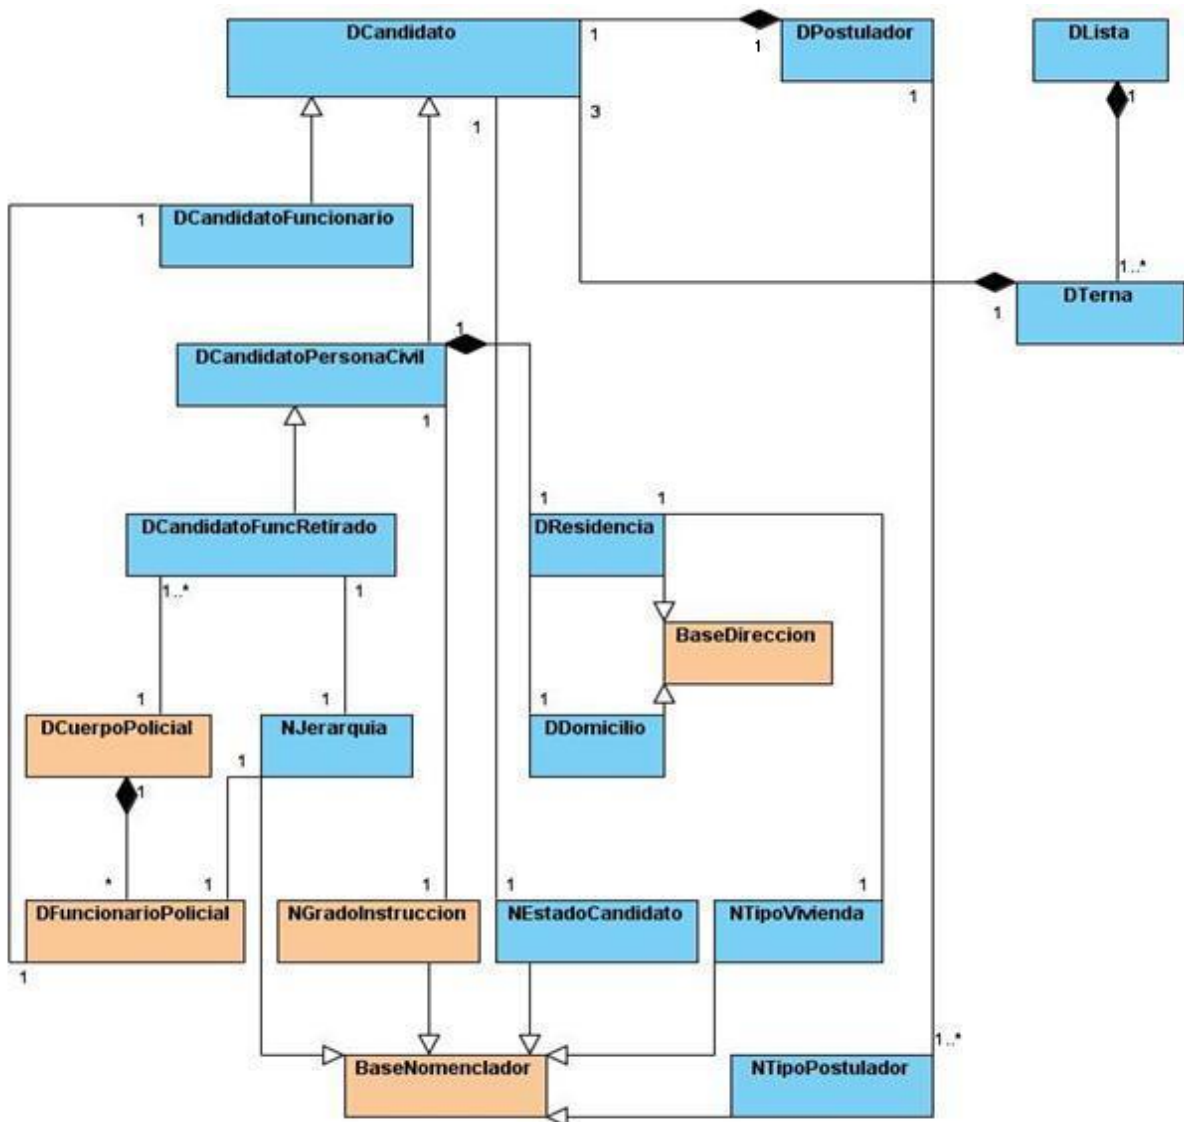 DCandidato
1
1
DPostulador
DLista
1
3
1
1
1
DCandidatoFuncionario
1..*
DTerna
1
1
DCandidatoPersonaCivil
1
1
1
DCandidatoFuncRetirado
DResidencia
1..*
1
BaseDireccion
1
1
1
DCuerpoPolicial
NJerarquia
DDomicilio
1
1
*
1
1
1
1
DFuncionarioPolicial
NGradoInstruccion
NEstadoCandidato
NTipoVivienda
1
1..*
BaseNomenclador
NTipoPostulador